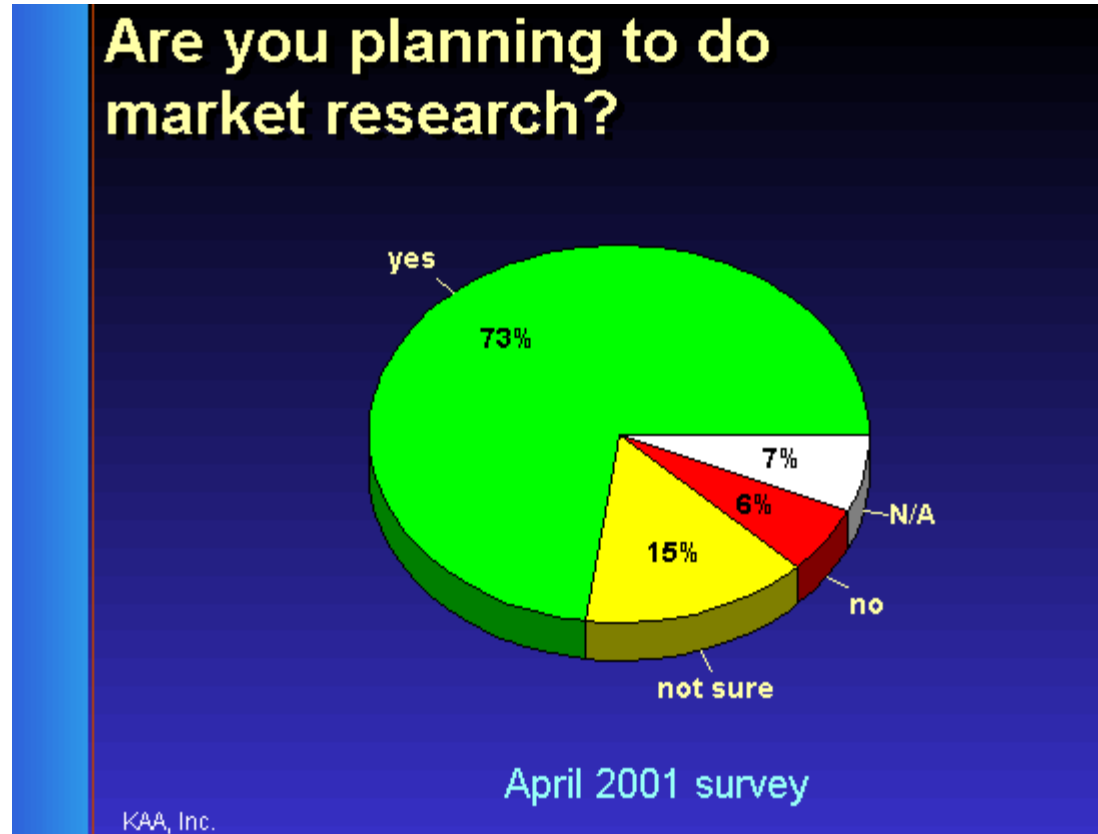 Are you planning to do
market research?
yes
73%
7%
6%
N/A
15%
no
not sure
April 2001 survey
KAA, Inc.